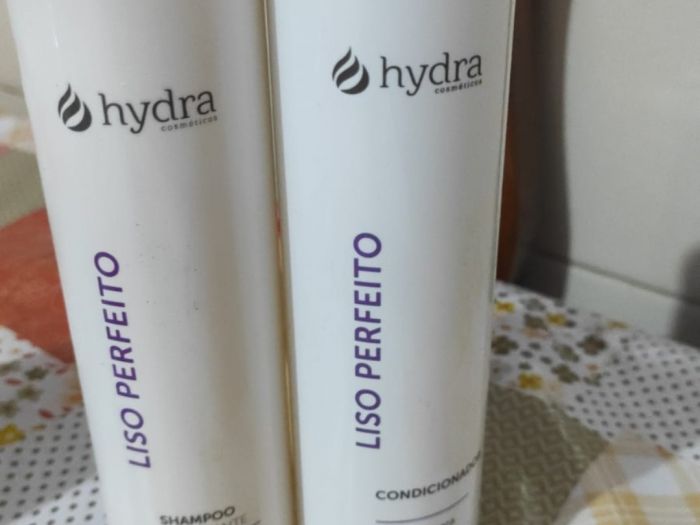 hydra
cosméticos
LISO PERFEITO
SHAMPOO
hydra
cosméticos
LISO PERFEITO
CONDICIONADOR